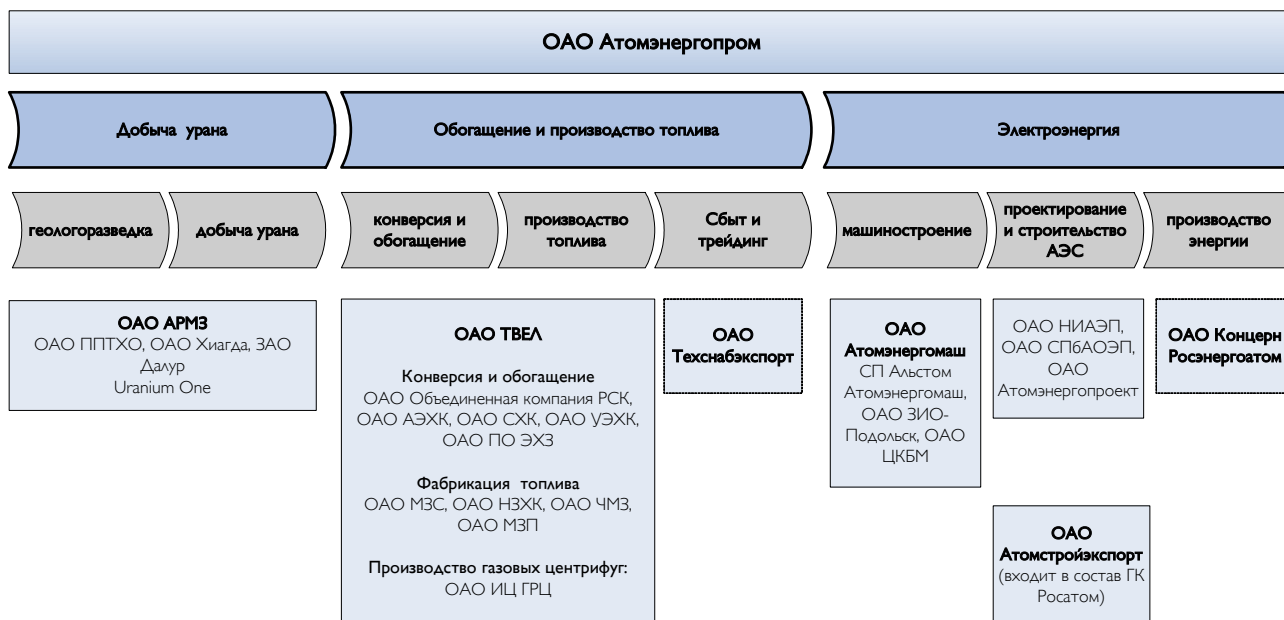 ОАО Атомэнергопром
Добыча урана
Обогащение и производство топлива
Электроэнергия
геологоразведка
добыча урана
конверсия и
обогащение
производство
топлива
Сбыт и
трейдинг
машиностроение
проектирование
и строительство
АЭС
производство
энергии
ОАО АРМЗ
ОАО ППТХО, ОАО Хиагда, ЗАО
Далур
Uranium One
ОАО ТВЕЛ
Конверсия и обогащение
ОАО Объединенная компания РСК,
ОАО АЭХК, ОАО СХК, ОАО УЭХК,
ОАО ПО ЭХЗ
Фабрикация топлива
ОАО МЗС, ОАО НЗХК, ОАО ЧМЗ,
ОАО МЗП
Производство газовых центрифуг:
ОАО ИЦ ГРЦ
ОАО
Техснабэкспорт
ОАО
Атомэнергомаш
СП Альстом
Атомэнергомаш,
ОАО ЗИО-
Подольск, ОАО
ЦКБМ
ОАО НИАЭП,
ОАО СПбАОЭП,
ОАО
Атомэнергопроект
ОАО
Атомстройэкспорт
(входит в состав ГК
Росатом)
ОАО Концерн
Росэнергоатом